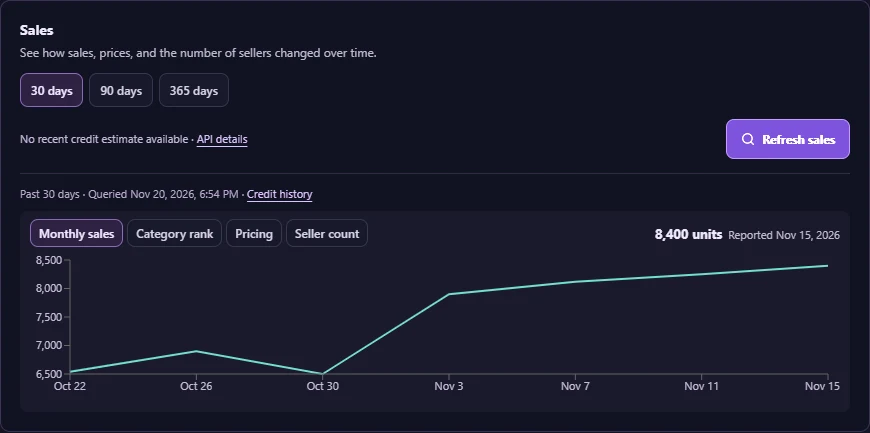 Sales
See how sales, prices, and the number of sellers changed over time.
30 days 90 days 365 days
No recent credit estimate available · API details
Refresh sales
Past 30 days · Queried Nov 20, 2026, 6:54 PM · Credit history
Monthly sales Category rank Pricing Seller count
8,400 units Reported Nov 15, 2026
8,500
8,000
7,500
7,000
6,500
Oct 22 Oct 26 Oct 30 Nov 3 Nov 7 Nov 11 Nov 15